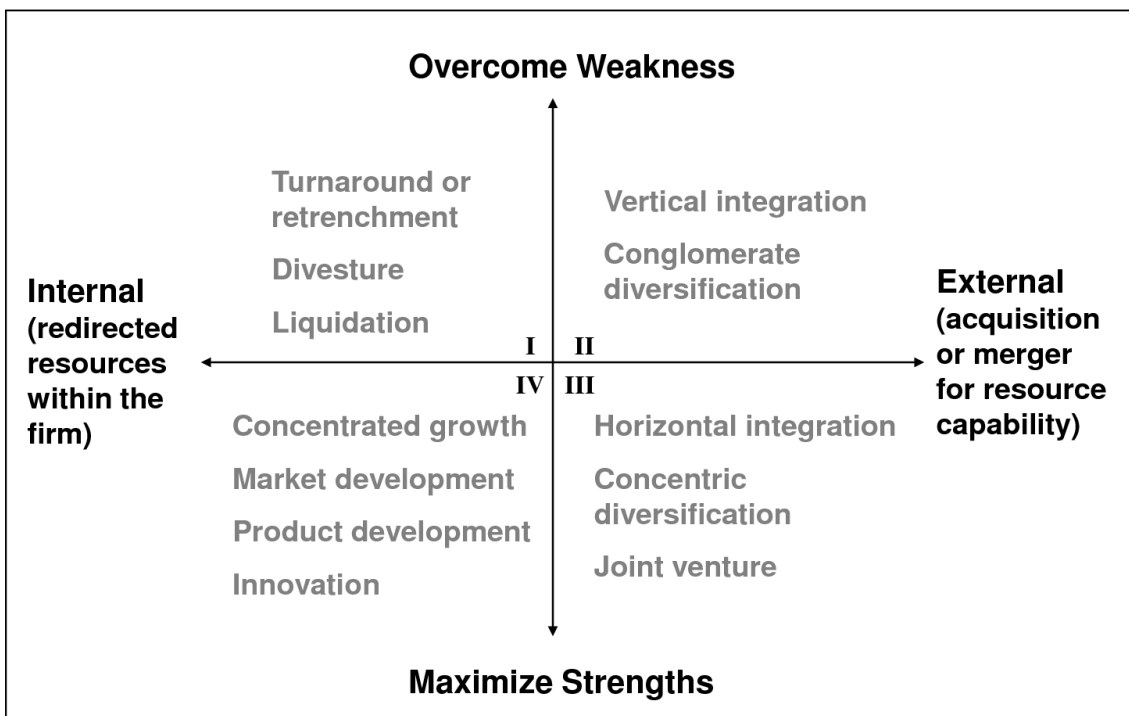 Overcome Weakness
Turnaround or
retrenchment
Divesture
Liquidation
Vertical integration
Conglomerate
diversification
Internal
(redirected
resources
within the
firm)
External
(acquisition
or merger
for resource
capability)
I
II
IV
III
Concentrated growth
Market development
Product development
Innovation
Horizontal integration
Concentric
diversification
Joint venture
Maximize Strengths